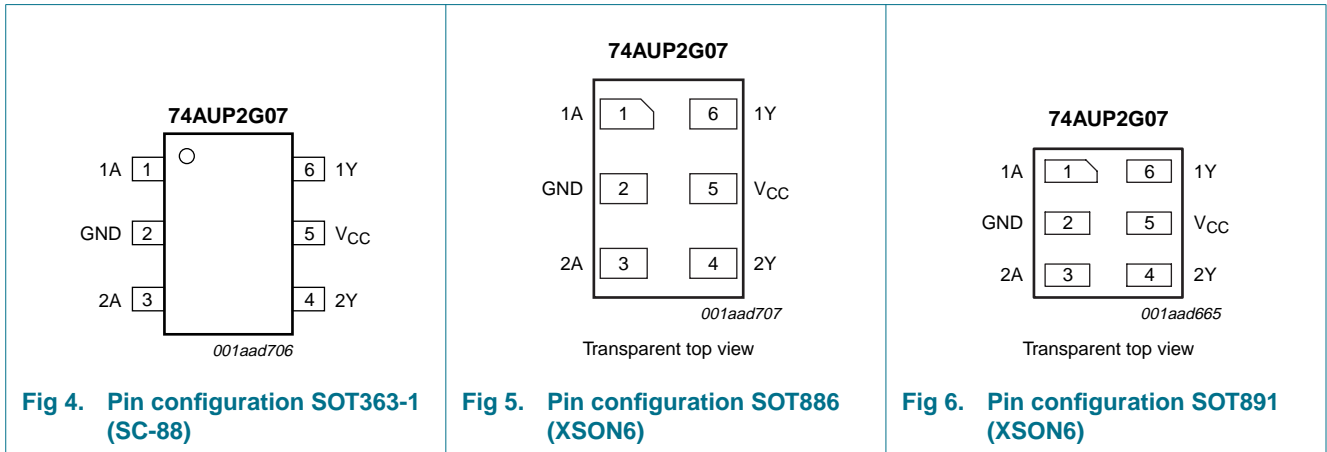 74AUP2G07
1A 1 6 1Y
GND 2 5 VCC
2A 3 4 2Y
001aad706
Fig 4. Pin configuration SOT363-1
(SC-88)
74AUP2G07
1A 1 6 1Y
GND 2 5 VCC
2A 3 4 2Y
001aad707
Transparent top view
Fig 5. Pin configuration SOT886
(XSON6)
74AUP2G07
1A 1 6 1Y
GND 2 5 VCC
2A 3 4 2Y
001aad665
Transparent top view
Fig 6. Pin configuration SOT891
(XSON6)